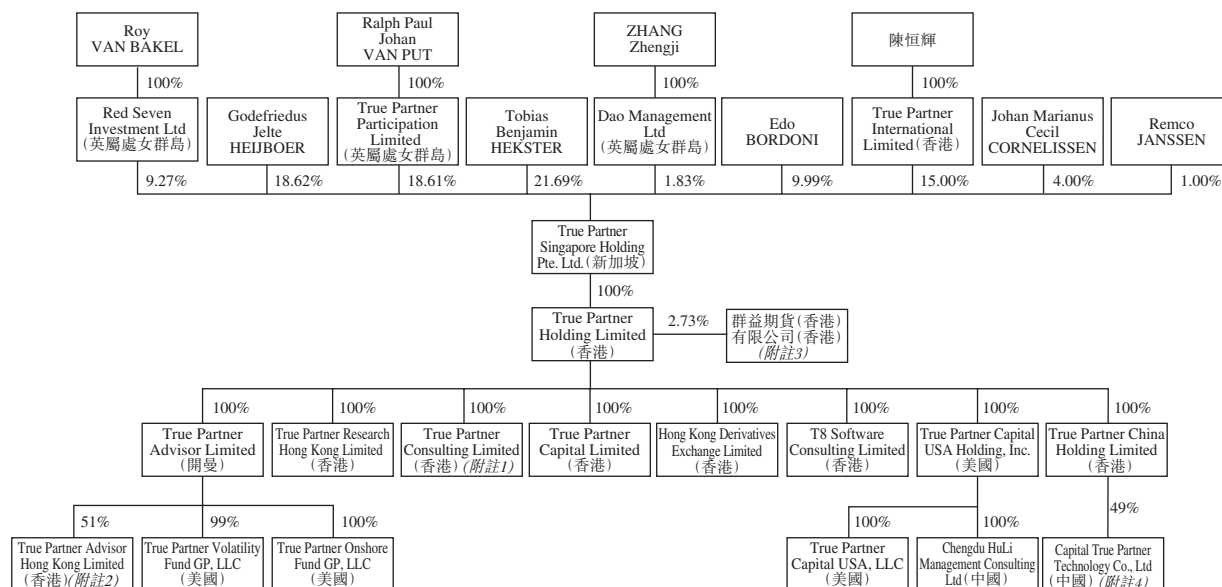 Roy
VAN BAKEL
Ralph Paul
Johan
VAN PUT
ZHANG
Zhengji
陳恒輝
100%
100%
100%
100%
Red Seven
Investment Ltd
(英屬處女群島)
Godefriedus
Jelte
HEIJBOER
True Partner
Participation
Limited
(英屬處女群島)
Tobias
Benjamin
HEKSTER
Dao Management
Ltd
(英屬處女群島)
Edo
BORDONI
True Partner
International
Limited(香港)
Johan Marianus
Cecil
CORNELISSEN
Remco
JANSSEN
9.27%
18.62%
18.61%
21.69%
1.83%
9.99%
15.00%
4.00%
1.00%
True Partner
Singapore Holding
Pte. Ltd.(新加坡)
100%
True Partner
Holding Limited
(香港)
2.73%
群益期貨(香港)
有限公司(香港)
(附註3)
100%
100%
100%
100%
100%
100%
100%
100%
True Partner
Advisor Limited
(開曼)
True Partner Research
Hong Kong Limited
(香港)
True Partner
Consulting Limited
(香港)(附註1)
True Partner
Capital Limited
(香港)
Hong Kong Derivatives
Exchange Limited
(香港)
T8 Software
Consulting Limited
(香港)
True Partner Capital
USA Holding, Inc.
(美國)
True Partner China
Holding Limited
(香港)
51%
99%
100%
100%
100%
49%
True Partner Advisor
Hong Kong Limited
(香港)(附註2)
True Partner Volatility
Fund GP, LLC
(美國)
True Partner Onshore
Fund GP, LLC
(美國)
True Partner
Capital USA, LLC
(美國)
Chengdu HuLi
Management Consulting
Ltd(中國)
Capital True Partner
Technology Co., Ltd
(中國)(附註4)